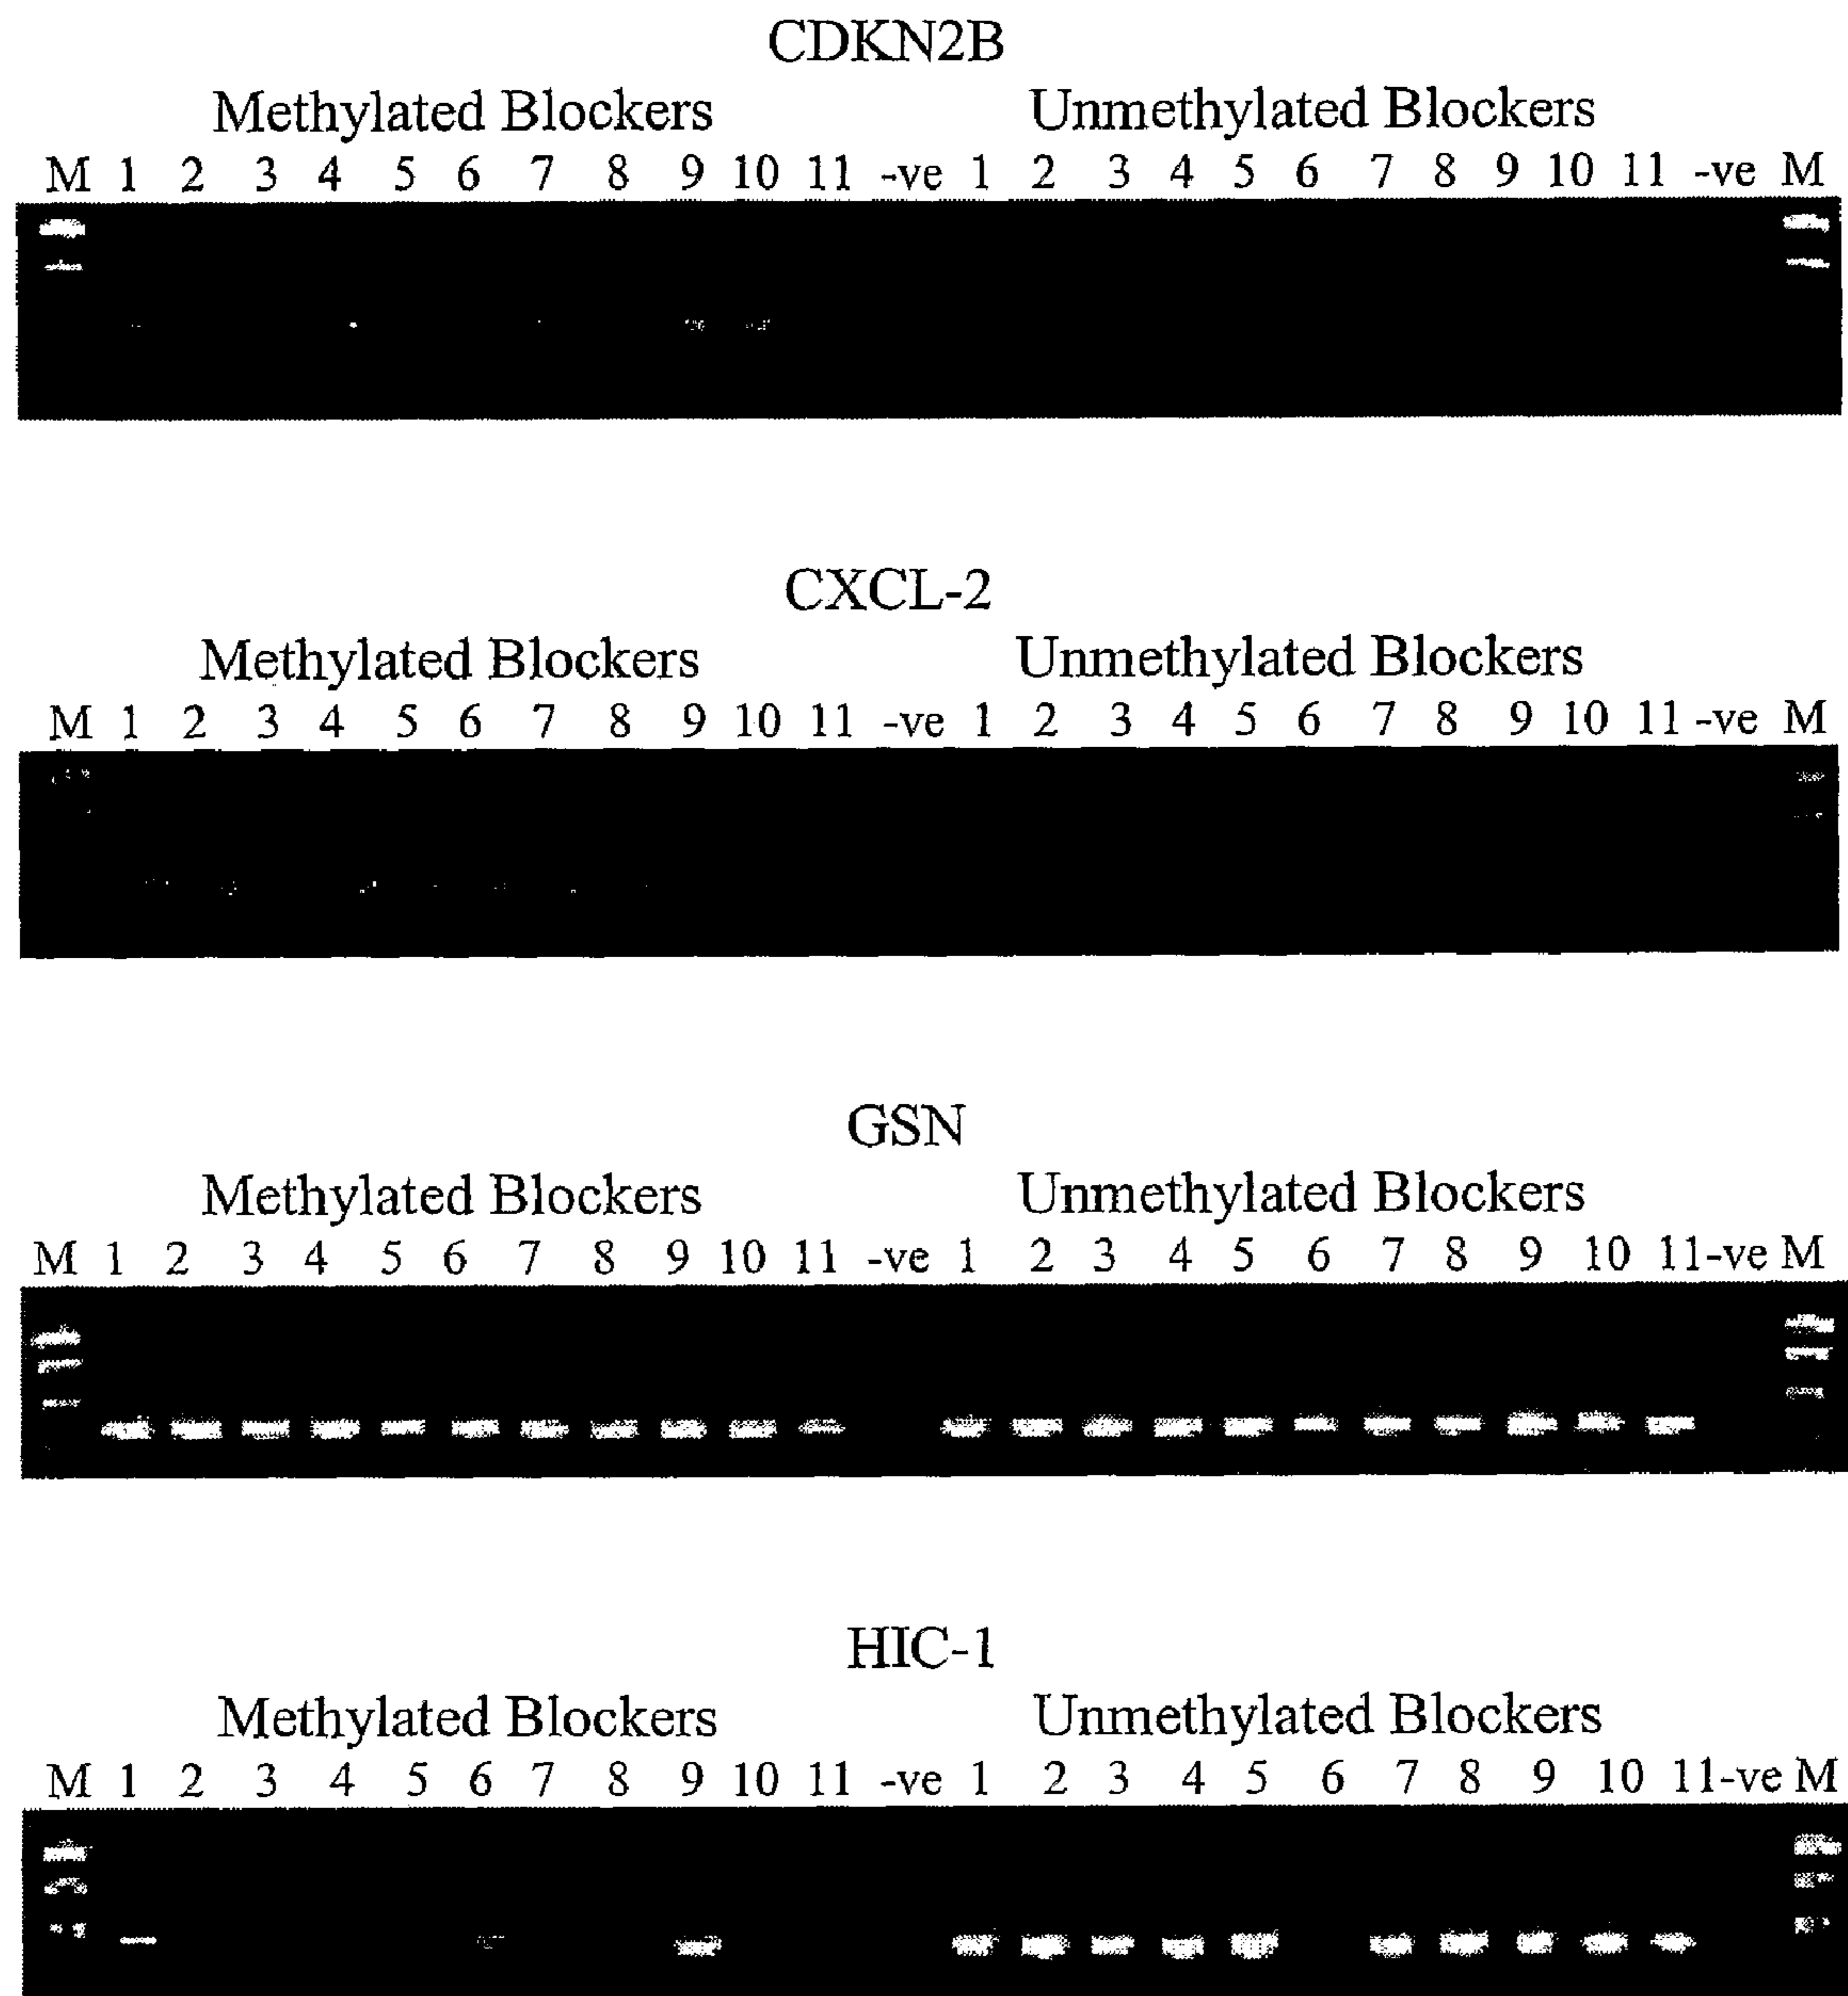 CDKN2B
Methylated Blockers Unmethylated Blockers
M 1 2 3 4 5 6 7 8 9 10 11 -ve 1 2 3 4 5 6 7 8 9 10 11 -ve M
CXCL-2
Methylated Blockers Unmethylated Blockers
M 1 2 3 4 5 6 7 8 9 10 11 -ve 1 2 3 4 5 6 7 8 9 10 11 -ve M
GSN
Methylated Blockers Unmethylated Blockers
M 1 2 3 4 5 6 7 8 9 10 11 -ve 1 2 3 4 5 6 7 8 9 10 11-ve M
HIC-1
Methylated Blockers Unmethylated Blockers
M 1 2 3 4 5 6 7 8 9 10 11 -ve 1 2 3 4 5 6 7 8 9 10 11-ve M